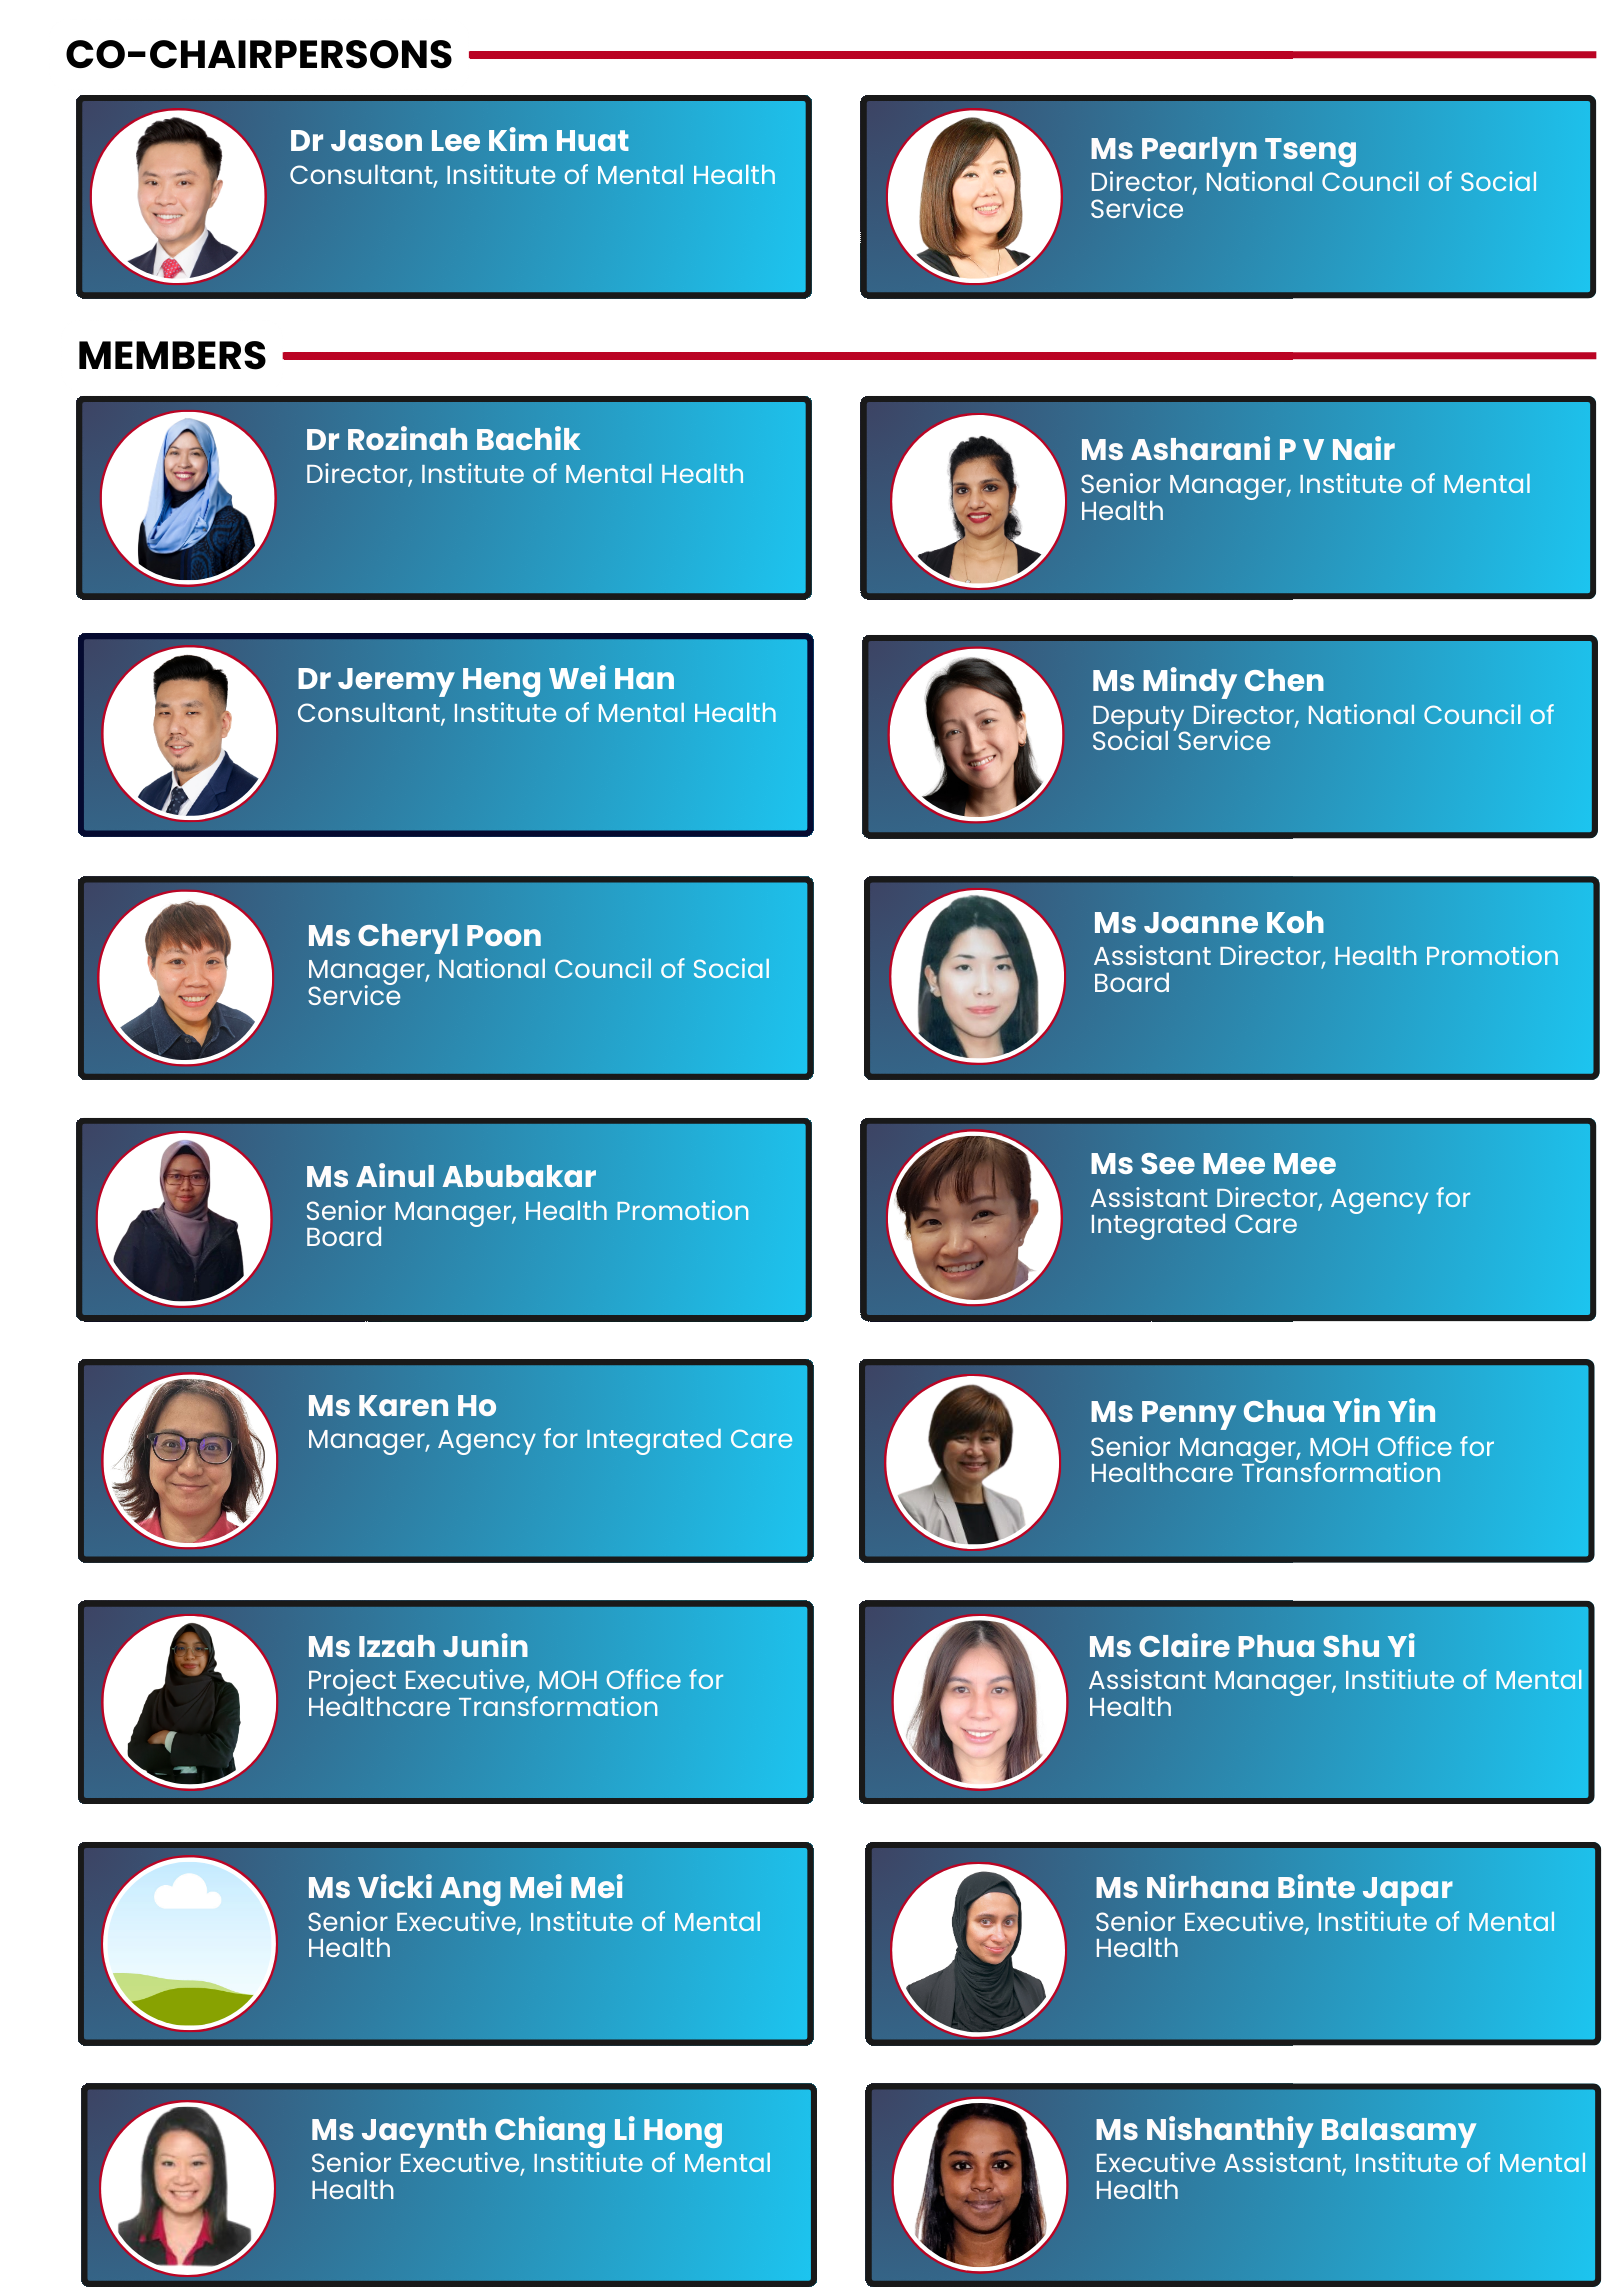 CO-CHAIRPERSONS
Dr Jason Lee Kim Huat
Consultant, Insititute of Mental Health
Ms Pearlyn Tseng
Director, National Council of Social
Service
MEMBERS
Dr Rozinah Bachik
Director, Institute of Mental Health
Ms Asharani P V Nair
Senior Manager, Institute of Mental
Health
Dr Jeremy Heng Wei Han
Consultant, Institute of Mental Health
Ms Mindy Chen
Deputy Director, National Council of
Social Service
Ms Cheryl Poon
Manager, National Council of Social
Service
Ms Joanne Koh
Assistant Director, Health Promotion
Board
Ms Ainul Abubakar
Senior Manager, Health Promotion
Board
Ms See Mee Mee
Assistant Director, Agency for
Integrated Care
Ms Karen Ho
Manager, Agency for Integrated Care
Ms Penny Chua Yin Yin
Senior Manager, MOH Office for
Healthcare Transformation
Ms Izzah Junin
Project Executive, MOH Office for
Healthcare Transformation
Ms Claire Phua Shu Yi
Assistant Manager, Institiute of Mental
Health
Ms Vicki Ang Mei Mei
Senior Executive, Institute of Mental
Health
Ms Nirhana Binte Japar
Senior Executive, Institiute of Mental
Health
Ms Jacynth Chiang Li Hong
Senior Executive, Institiute of Mental
Health
Ms Nishanthiy Balasamy
Executive Assistant, Institute of Mental
Health